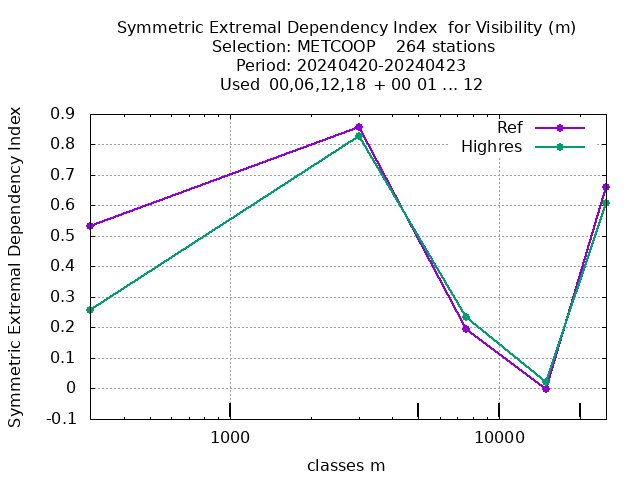 Symmetric Extremal Dependency Index  for Visibility (m)
Selection: METCOOP    264 stations
Period: 20240420-20240423
Used  00,06,12,18 + 00 01 ... 12
Symmetric Extremal Dependency Index
0.9
0.8
0.7
0.6
0.5
0.4
0.3
0.2
0.1
0
-0.1
Ref
Highres
1000
10000
classes m